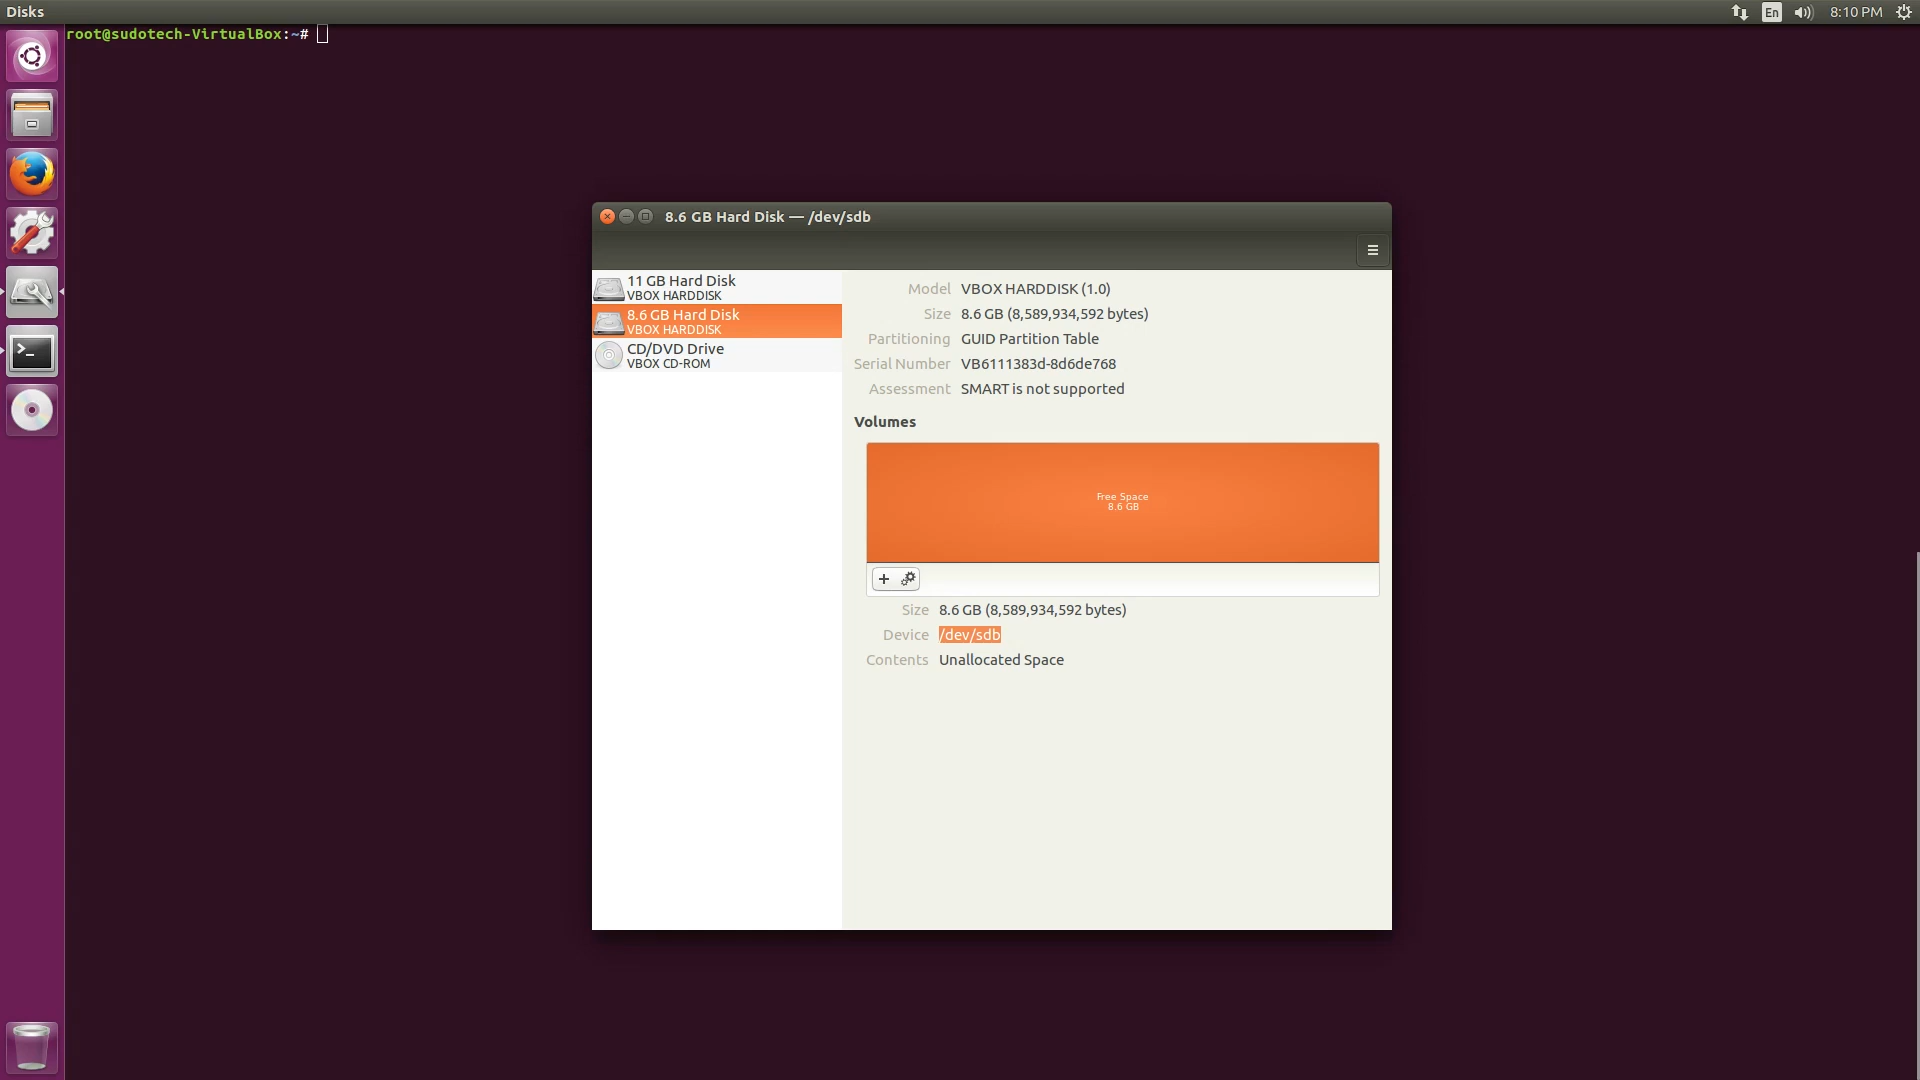 Disks
En
8:10 PM
root@sudotech-VirtualBox:~#
8.6 GB Hard Disk — /dev/sdb
11 GB Hard Disk
VBOX HARDDISK
8.6 GB Hard Disk
VBOX HARDDISK
CD/DVD Drive
VBOX CD-ROM
Model VBOX HARDDISK (1.0)
Size 8.6 GB (8,589,934,592 bytes)
Partitioning GUID Partition Table
Serial Number VB6111383d-8d6de768
Assessment SMART is not supported
Volumes
Free Space
8.6 GB
Size 8.6 GB (8,589,934,592 bytes)
Device /dev/sdb
Contents Unallocated Space